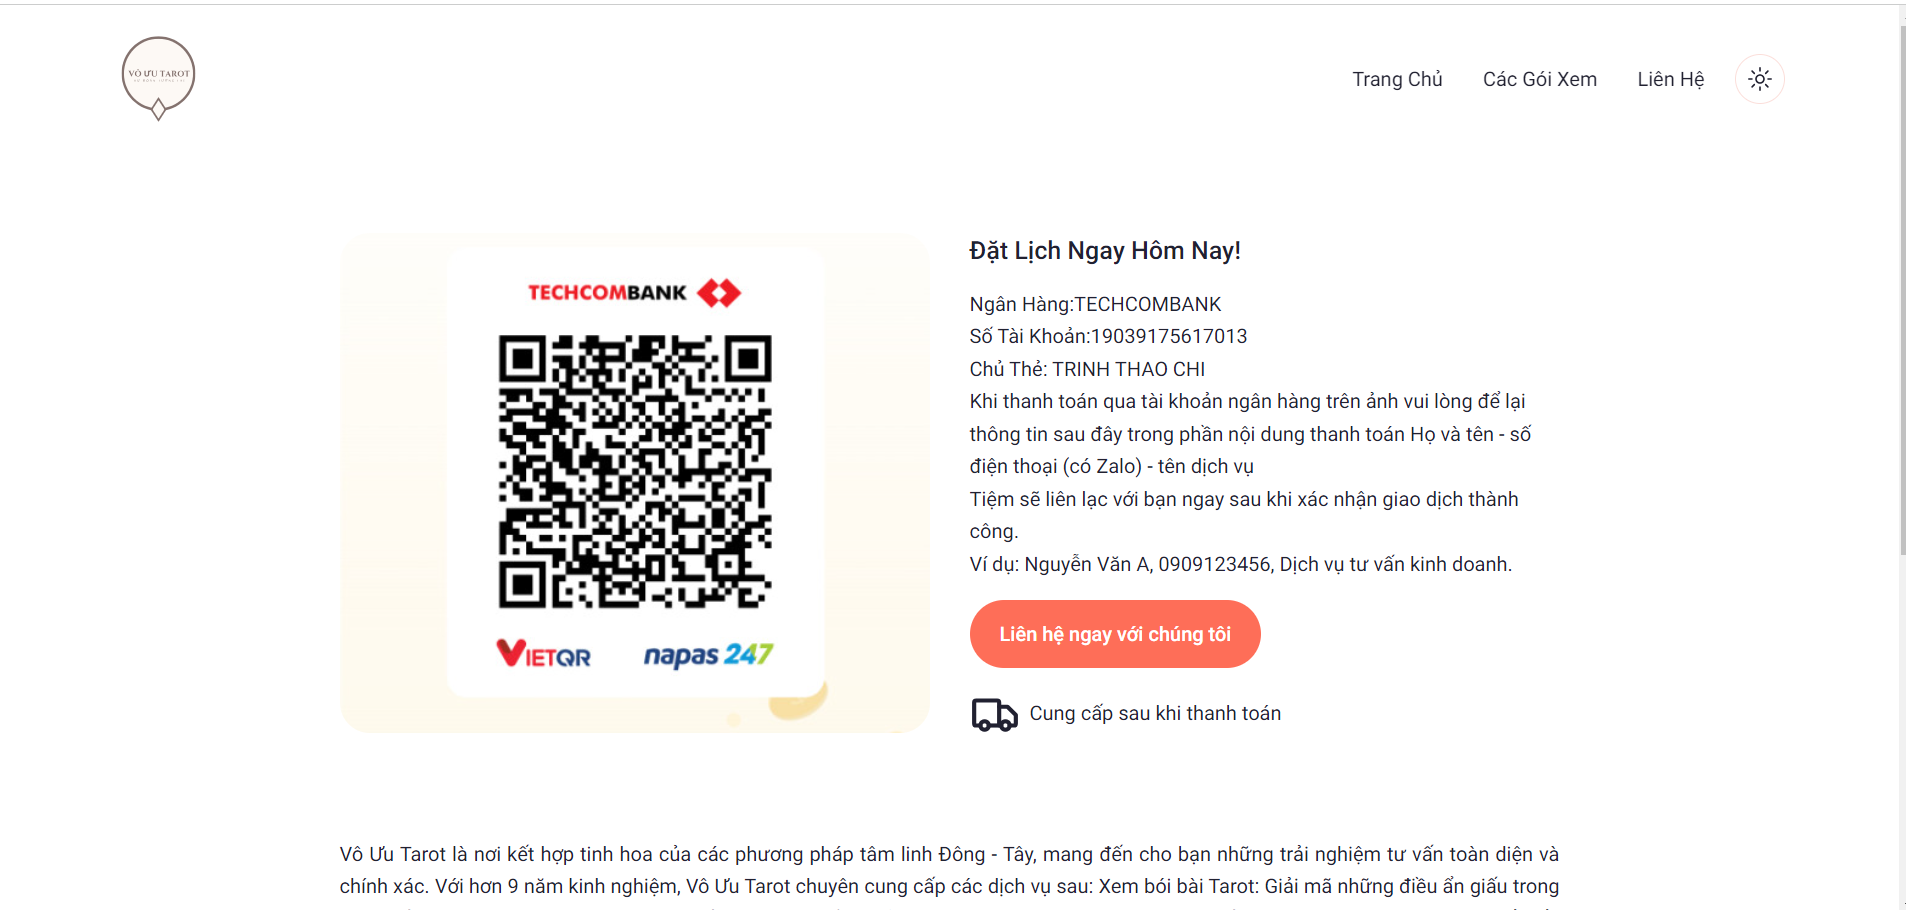 VÔ ƯU TAROT
Trang Chủ
Các Gói Xem
Liên Hệ
TECHCOMBANK
VIETQR
napas 247
Đặt Lịch Ngay Hôm Nay!
Ngân Hàng:TECHCOMBANK
Số Tài Khoản:19039175617013
Chủ Thẻ: TRINH THAO CHI
Khi thanh toán qua tài khoản ngân hàng trên ảnh vui lòng để lại
thông tin sau đây trong phần nội dung thanh toán Họ và tên - số
điện thoại (có Zalo) - tên dịch vụ
Tiệm sẽ liên lạc với bạn ngay sau khi xác nhận giao dịch thành
công.
Ví dụ: Nguyễn Văn A, 0909123456, Dịch vụ tư vấn kinh doanh.
Liên hệ ngay với chúng tôi
Cung cấp sau khi thanh toán
Vô Ưu Tarot là nơi kết hợp tinh hoa của các phương pháp tâm linh Đông - Tây, mang đến cho bạn những trải nghiệm tư vấn toàn diện và
chính xác. Với hơn 9 năm kinh nghiệm, Vô Ưu Tarot chuyên cung cấp các dịch vụ sau: Xem bói bài Tarot: Giải mã những điều ẩn giấu trong